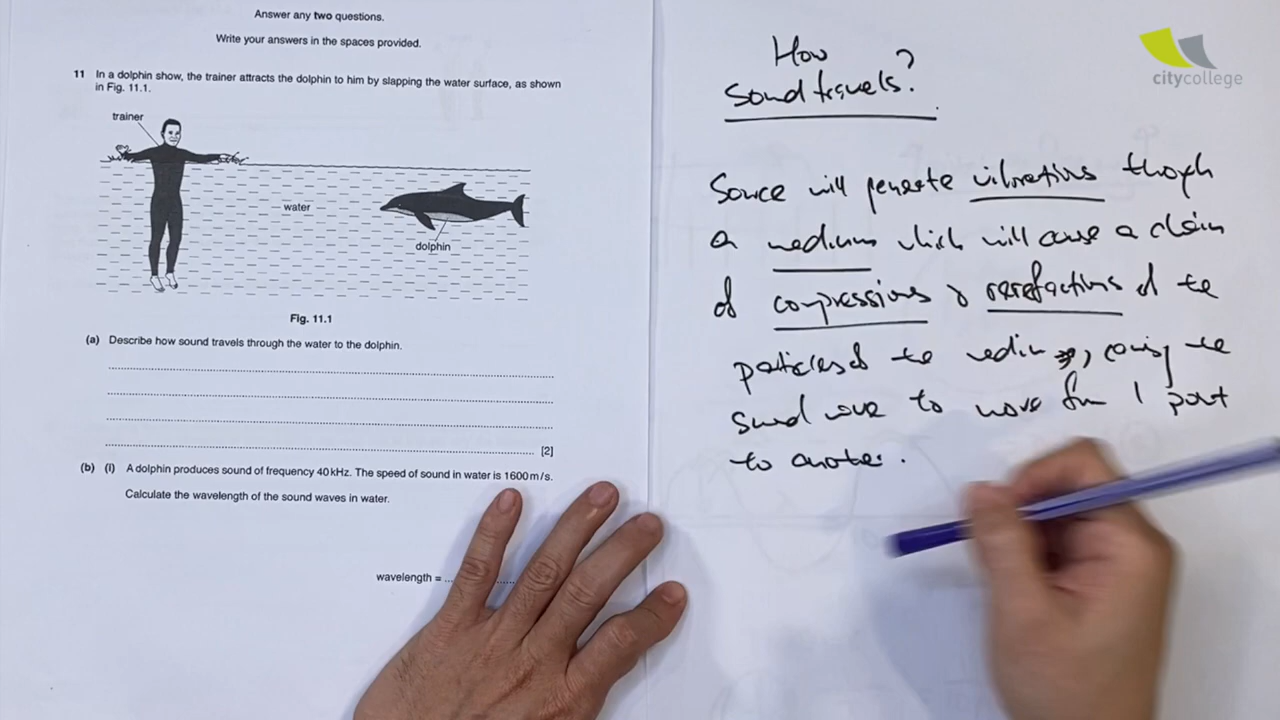 Answer any two questions.
Write your answers in the spaces provided.
11 In a dolphin show, the trainer attracts the dolphin to him by slapping the water surface, as shown
in Fig. 11.1.
trainer
water
dolphin
Fig. 11.1
(a) Describe how sound travels through the water to the dolphin.
[2]
(b) (i) A dolphin produces sound of frequency 40 kHz. The speed of sound in water is 1600 m/s.
Calculate the wavelength of the sound waves in water.
wavelength =
How
Sound travels?
Source will generate vibrations though
a medium which will cause a chain
of compressions & rarefactions of the
particles of the medium, causing the
sound wave to move from 1 point
to another.
citycollege